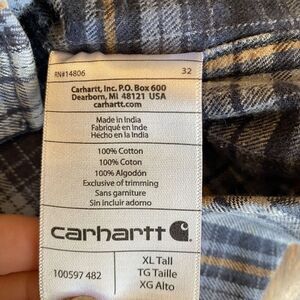 RN#14806 32
Carhartt, Inc. P.O. Box 600
Dearborn, MI 48121 USA
carhartt.com
Made in India
Fabriqué en Inde
Hecho en la India
100% Cotton
100% Coton
100% Algodón
Exclusive of trimming
Sans garniture
Sin incluir adorno
carhartt
100597 482
XL Tall
TG Taille
XG Alto